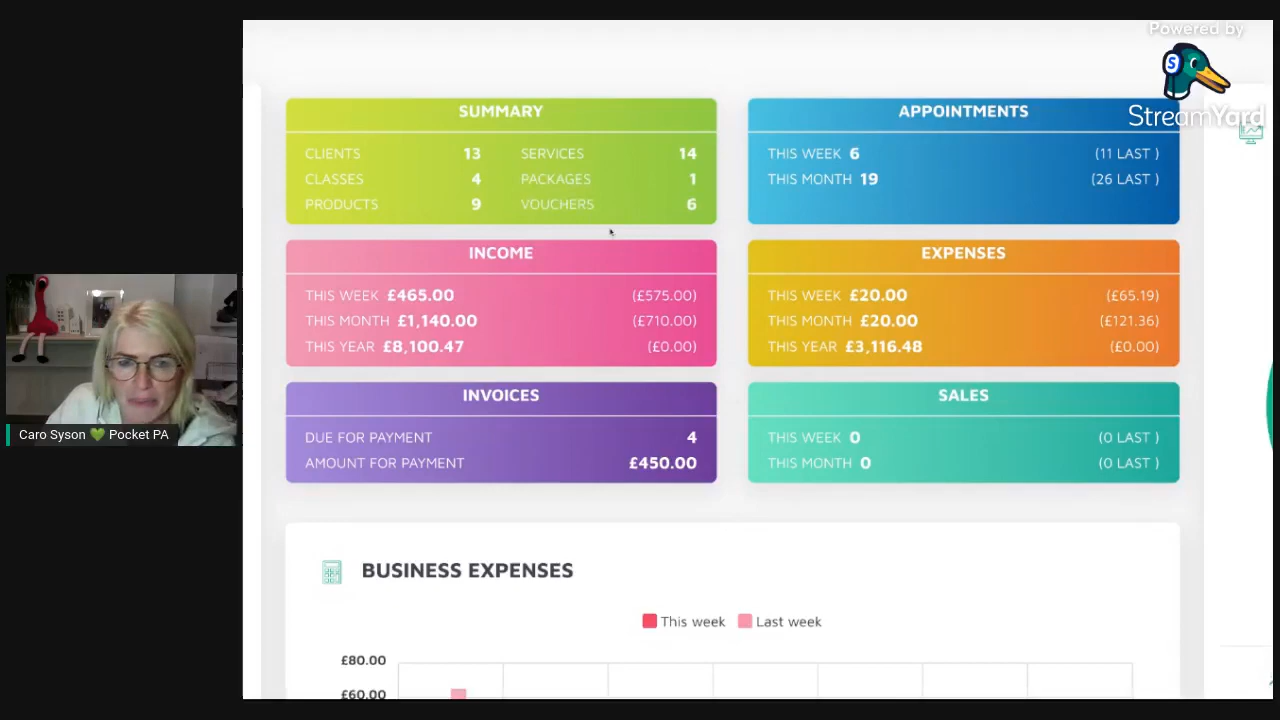 Powered by
StreamYard
SUMMARY
CLIENTS 13 SERVICES 14
CLASSES 4 PACKAGES 1
PRODUCTS 9 VOUCHERS 6
APPOINTMENTS
THIS WEEK 6 (11 LAST )
THIS MONTH 19 (26 LAST )
INCOME
THIS WEEK £465.00 (£575.00)
THIS MONTH £1,140.00 (£710.00)
THIS YEAR £8,100.47 (£0.00)
EXPENSES
THIS WEEK £20.00 (£65.19)
THIS MONTH £20.00 (£121.36)
THIS YEAR £3,116.48 (£0.00)
INVOICES
DUE FOR PAYMENT 4
AMOUNT FOR PAYMENT £450.00
SALES
THIS WEEK 0 (0 LAST )
THIS MONTH 0 (0 LAST )
Caro Syson 💚 Pocket PA
BUSINESS EXPENSES
This week Last week
£80.00
£60.00